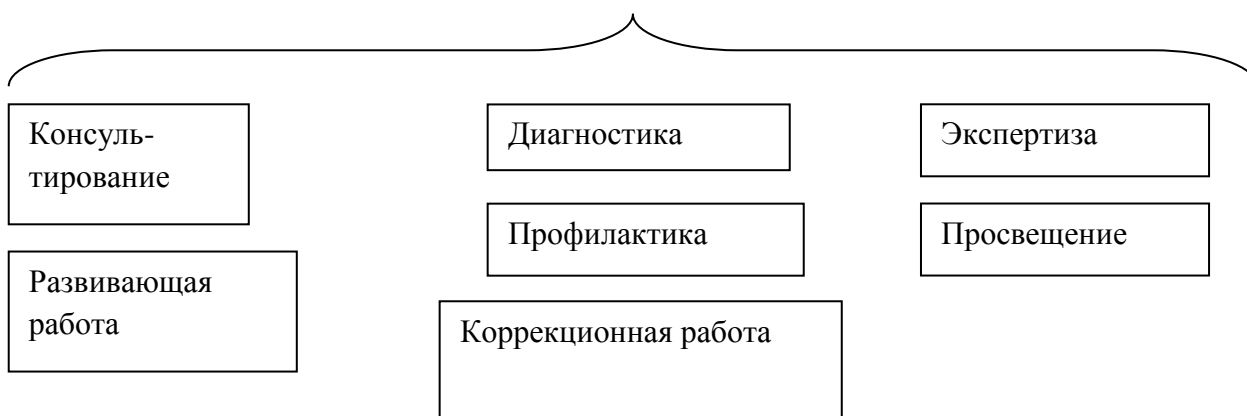 Консуль-
тирование
Диагностика
Экспертиза
Профилактика
Просвещение
Развивающая
работа
Коррекционная работа